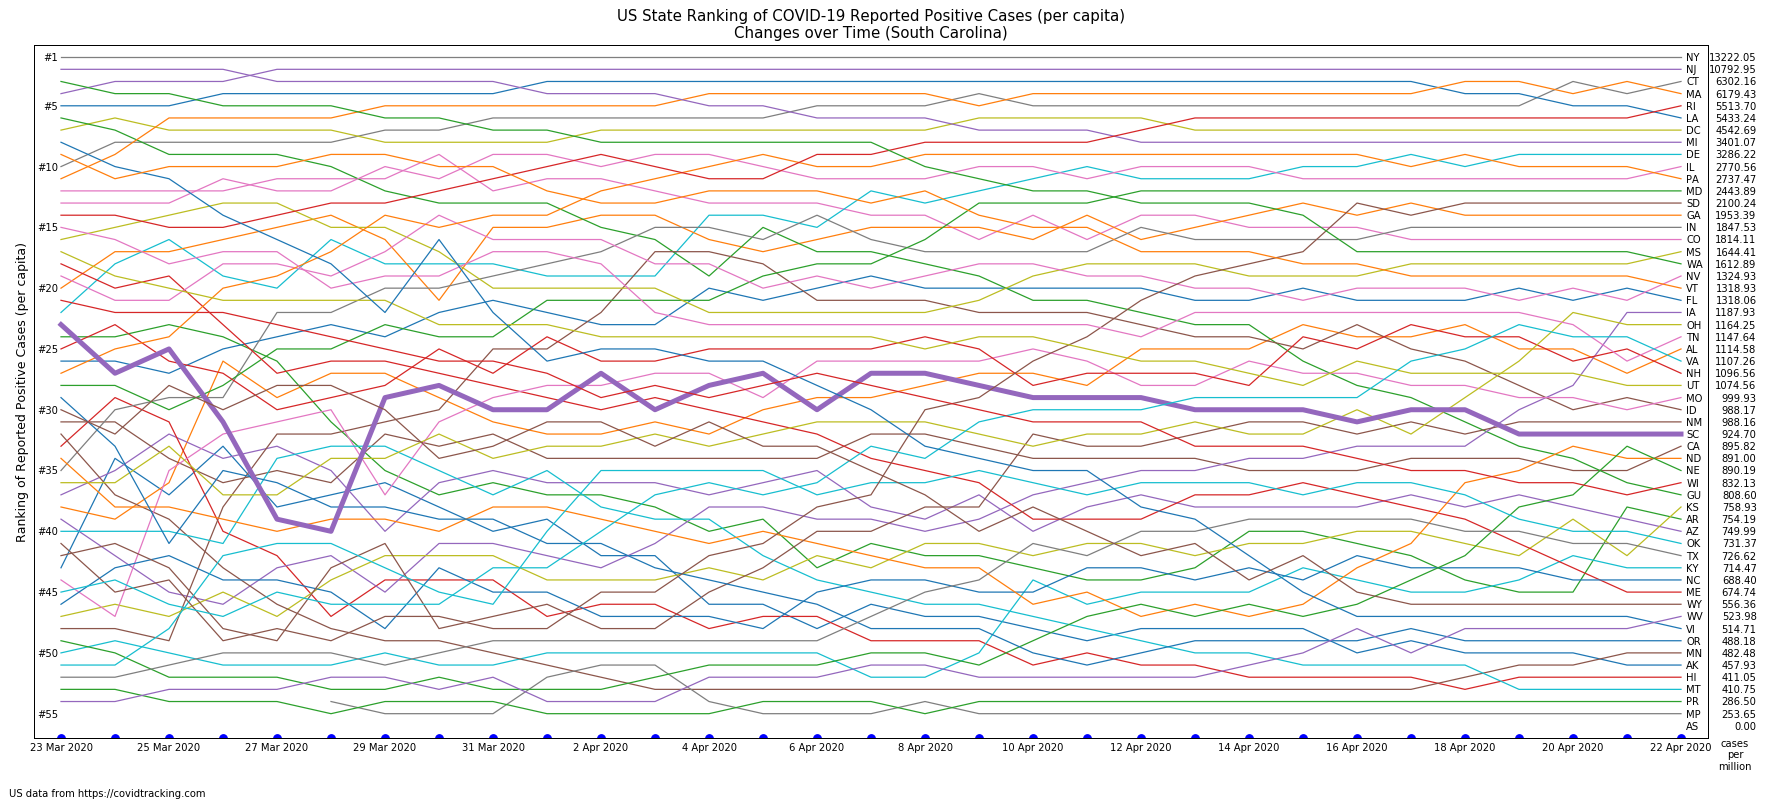 US State Ranking of COVID-19 Reported Positive Cases (per capita)
Changes over Time (South Carolina)
Ranking of Reported Positive Cases (per capita)
#1
#5
#10
#15
#20
#25
#30
#35
#40
#45
#50
#55
NY 13222.05
NJ 10792.95
CT 6302.16
MA 6179.43
RI 5513.70
LA 5433.24
DC 4542.69
MI 3401.07
DE 3286.22
IL 2770.56
PA 2737.47
MD 2443.89
SD 2100.24
GA 1953.39
IN 1847.53
CO 1814.11
MS 1644.41
WA 1612.89
NV 1324.93
VT 1318.93
FL 1318.06
IA 1187.93
OH 1164.25
TN 1147.64
AL 1114.58
VA 1107.26
NH 1096.56
UT 1074.56
MO 999.93
ID 988.17
NM 988.16
SC 924.70
CA 895.82
ND 891.00
NE 890.19
WI 832.13
GU 808.60
KS 758.93
AR 754.19
AZ 749.99
OK 731.37
TX 726.62
KY 714.47
NC 688.40
ME 674.74
WY 556.36
WV 523.98
VI 514.71
OR 488.18
MN 482.48
AK 457.93
HI 411.05
MT 410.75
PR 286.50
MP 253.65
AS 0.00
23 Mar 2020 25 Mar 2020 27 Mar 2020 29 Mar 2020 31 Mar 2020 2 Apr 2020 4 Apr 2020 6 Apr 2020 8 Apr 2020 10 Apr 2020 12 Apr 2020 14 Apr 2020 16 Apr 2020 18 Apr 2020 20 Apr 2020 22 Apr 2020
cases
per
million
US data from https://covidtracking.com